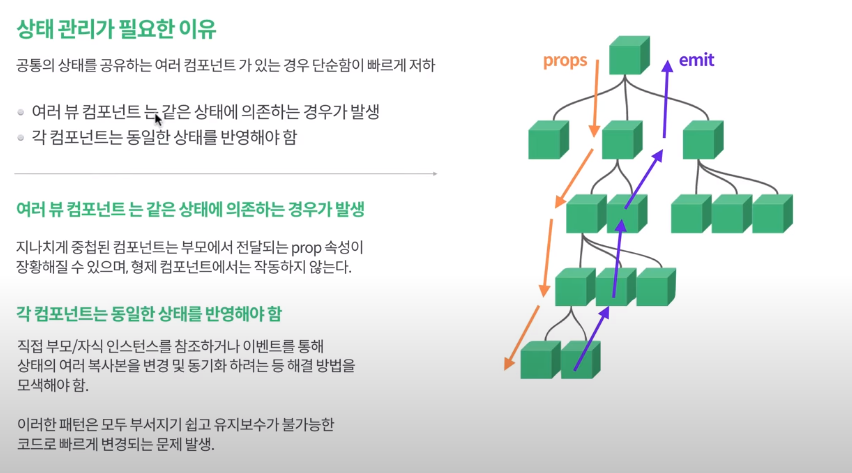 상태 관리가 필요한 이유
공통의 상태를 공유하는 여러 컴포넌트 가 있는 경우 단순함이 빠르게 저하
여러 뷰 컴포넌트 는 같은 상태에 의존하는 경우가 발생
각 컴포넌트는 동일한 상태를 반영해야 함
여러 뷰 컴포넌트 는 같은 상태에 의존하는 경우가 발생
지나치게 중첩된 컴포넌트는 부모에서 전달되는 prop 속성이
장황해질 수 있으며, 형제 컴포넌트에서는 작동하지 않는다.
각 컴포넌트는 동일한 상태를 반영해야 함
직접 부모/자식 인스턴스를 참조하거나 이벤트를 통해
상태의 여러 복사본을 변경 및 동기화 하려는 등 해결 방법을
모색해야 함.
이러한 패턴은 모두 부서지기 쉽고 유지보수가 불가능한
코드로 빠르게 변경되는 문제 발생.
props
emit